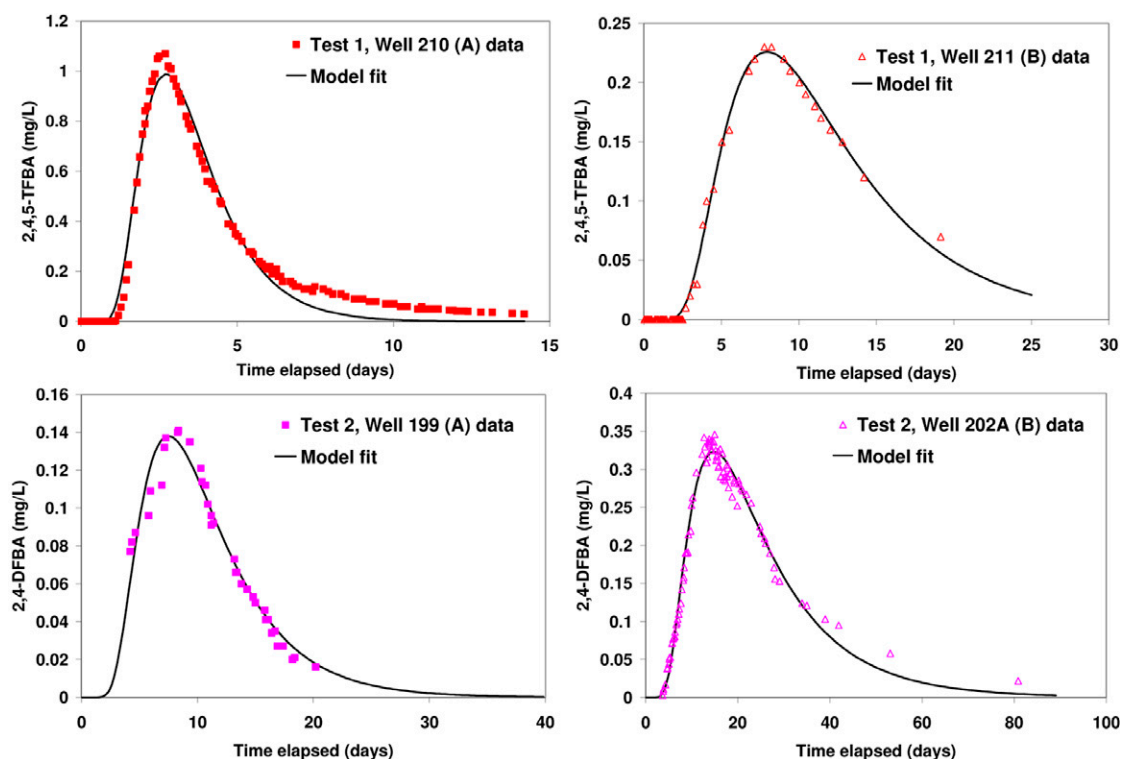 1.2
1
0.8
0.6
0.4
0.2
0
2,4,5-TFBA (mg/L)
Test 1, Well 210 (A) data
Model fit
0 5 10 15
Time elapsed (days)
0.25
0.2
0.15
0.1
0.05
0
2,4,5-TFBA (mg/L)
Test 1, Well 211 (B) data
Model fit
0 5 10 15 20 25 30
Time elapsed (days)
0.16
0.14
0.12
0.1
0.08
0.06
0.04
0.02
0
2,4-DFBA (mg/L)
Test 2, Well 199 (A) data
Model fit
0 10 20 30 40
Time elapsed (days)
0.4
0.35
0.3
0.25
0.2
0.15
0.1
0.05
0
2,4-DFBA (mg/L)
Test 2, Well 202A (B) data
Model fit
0 20 40 60 80 100
Time elapsed (days)